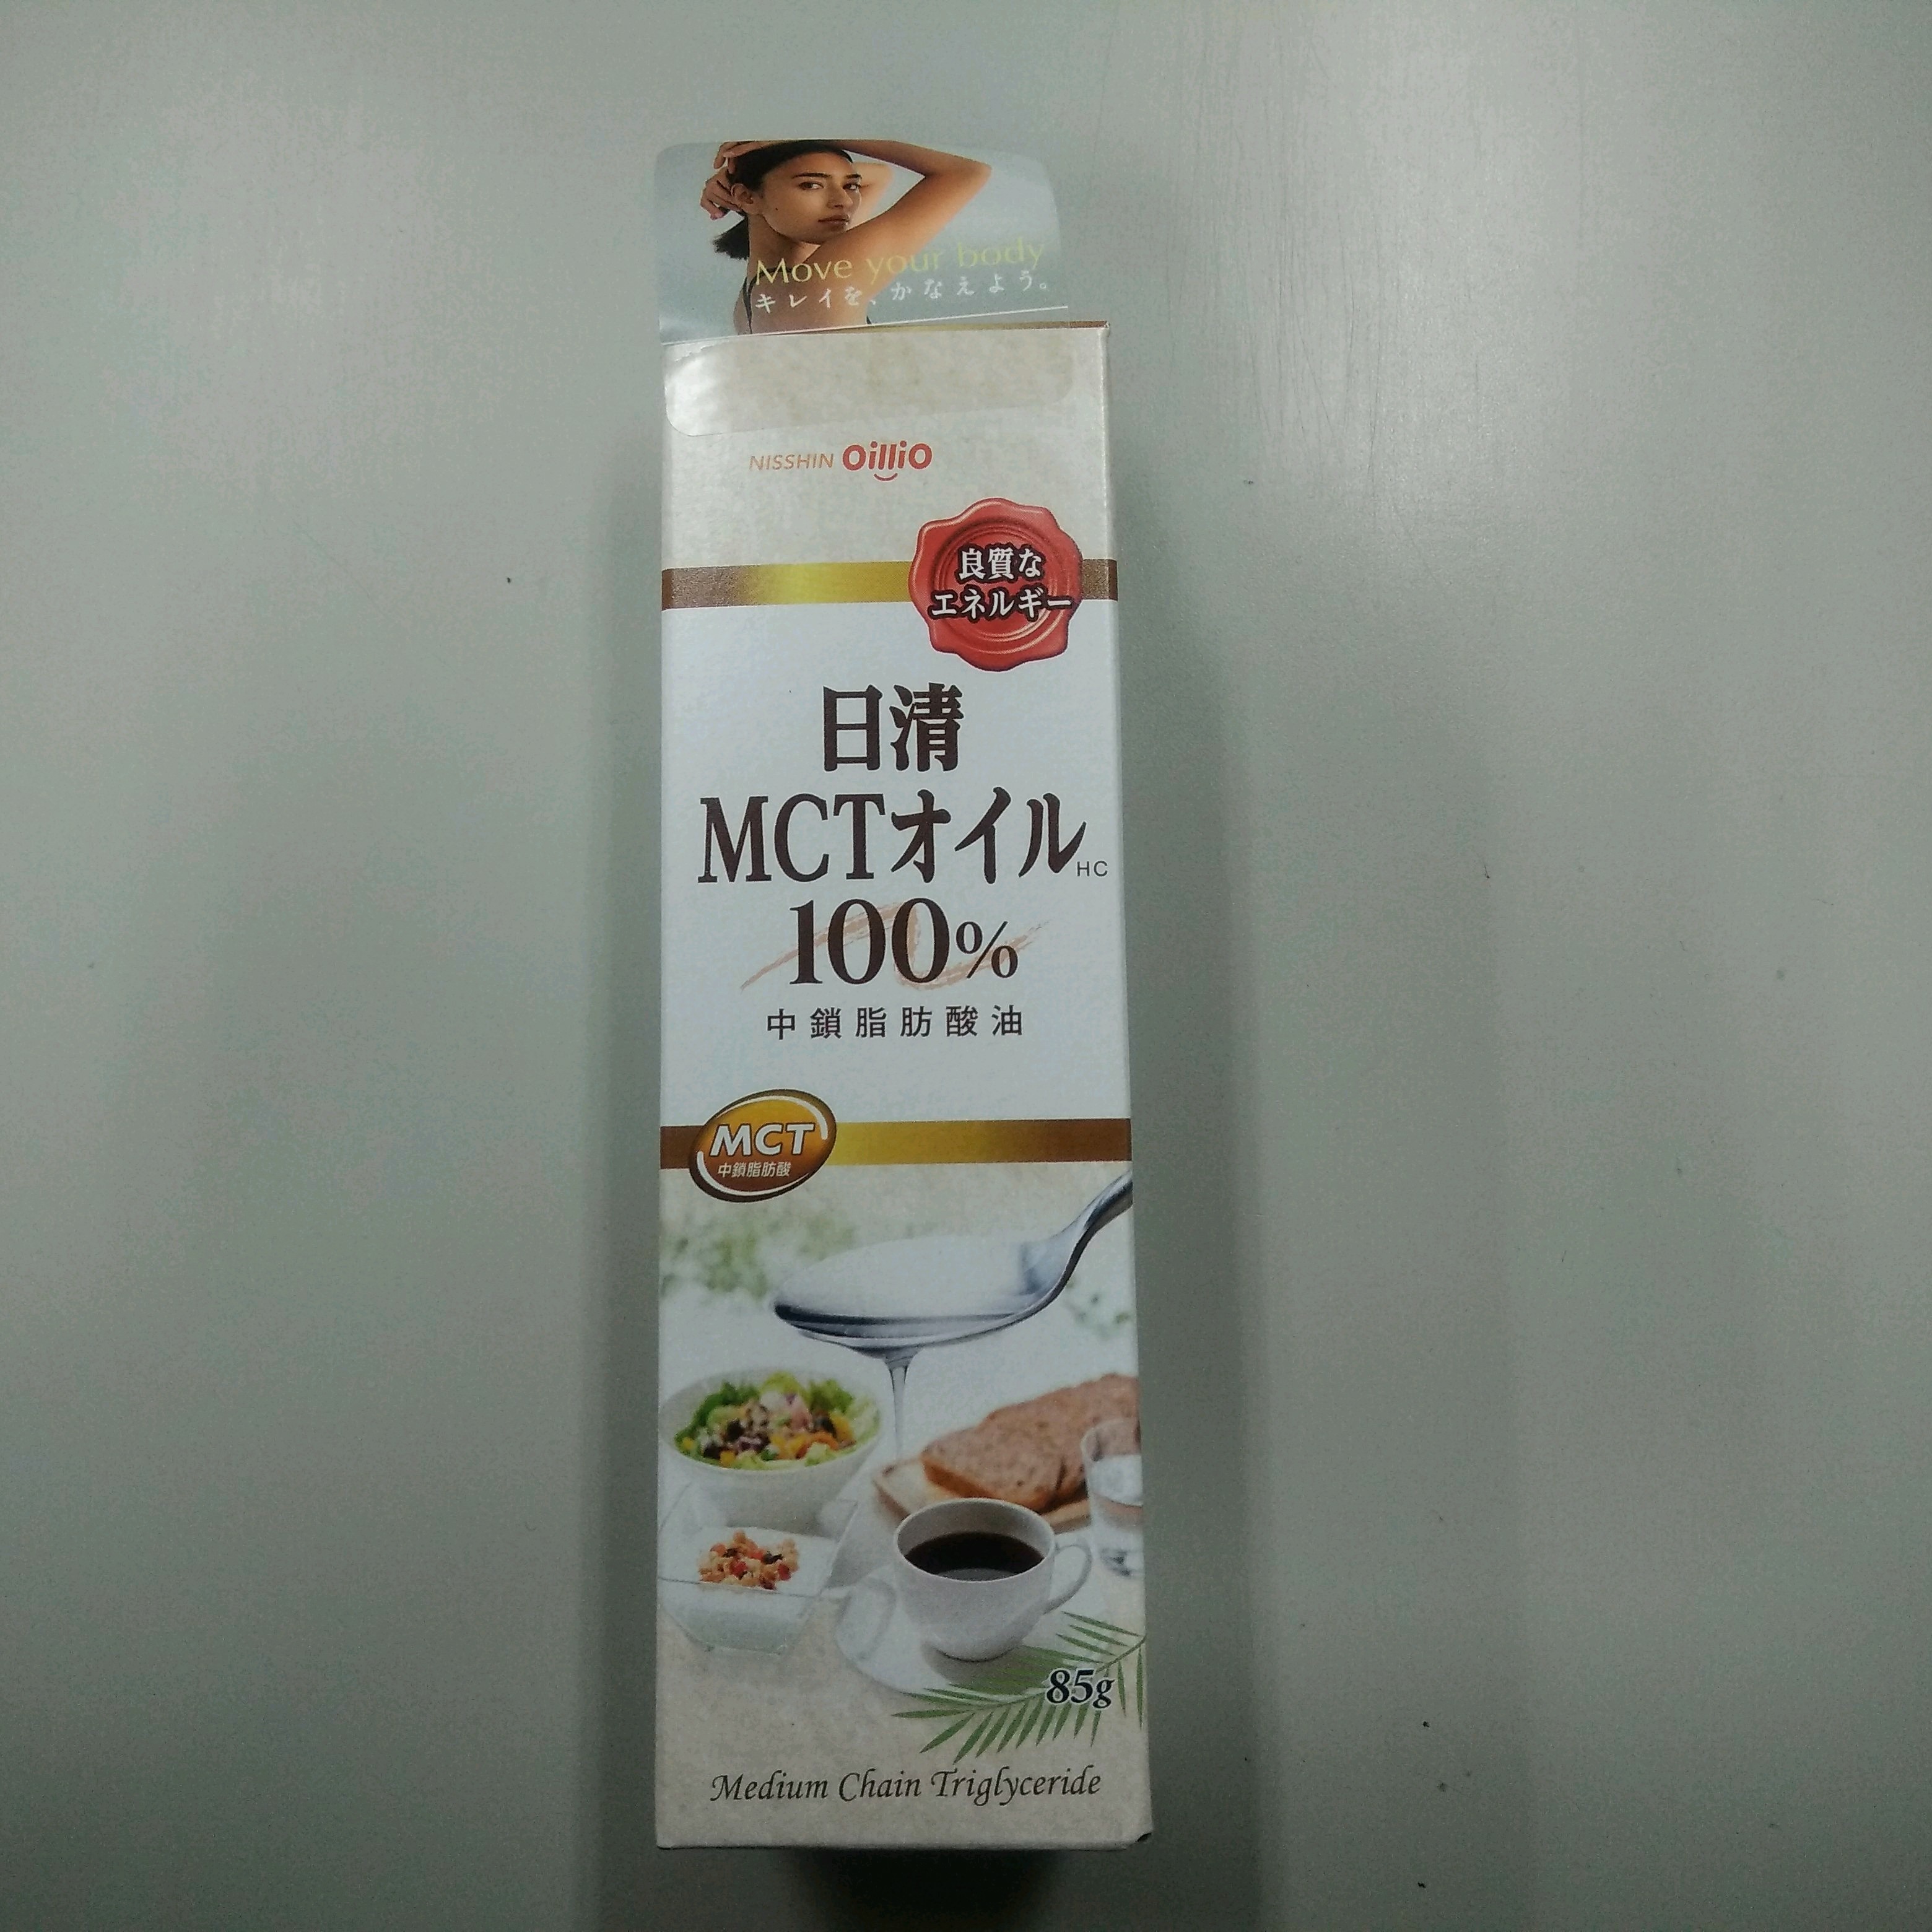 Move your body
キレイを、かなえよう。
NISSHIN OilliO
良質な
エネルギー
日清
MCTオイルHC
100%
中鎖脂肪酸油
MCT
中鎖脂肪酸
85g
Medium Chain Triglyceride